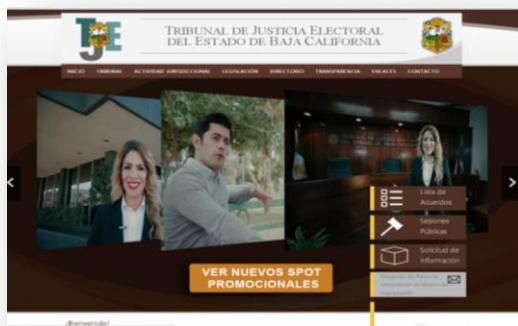 TJE
TRIBUNAL DE JUSTICIA ELECTORAL
DEL ESTADO DE BAJA CALIFORNIA
INICIO TRIBUNAL ACTIVIDAD JURISDICCIONAL LEGISLACIÓN DIRECTORIO TRANSPARENCIA ENLACES CONTACTO
Lista de
Acuerdos
Sesiones
Públicas
Solicitud de
información
VER NUEVOS SPOT
PROMOCIONALES
¡Bienvenido!